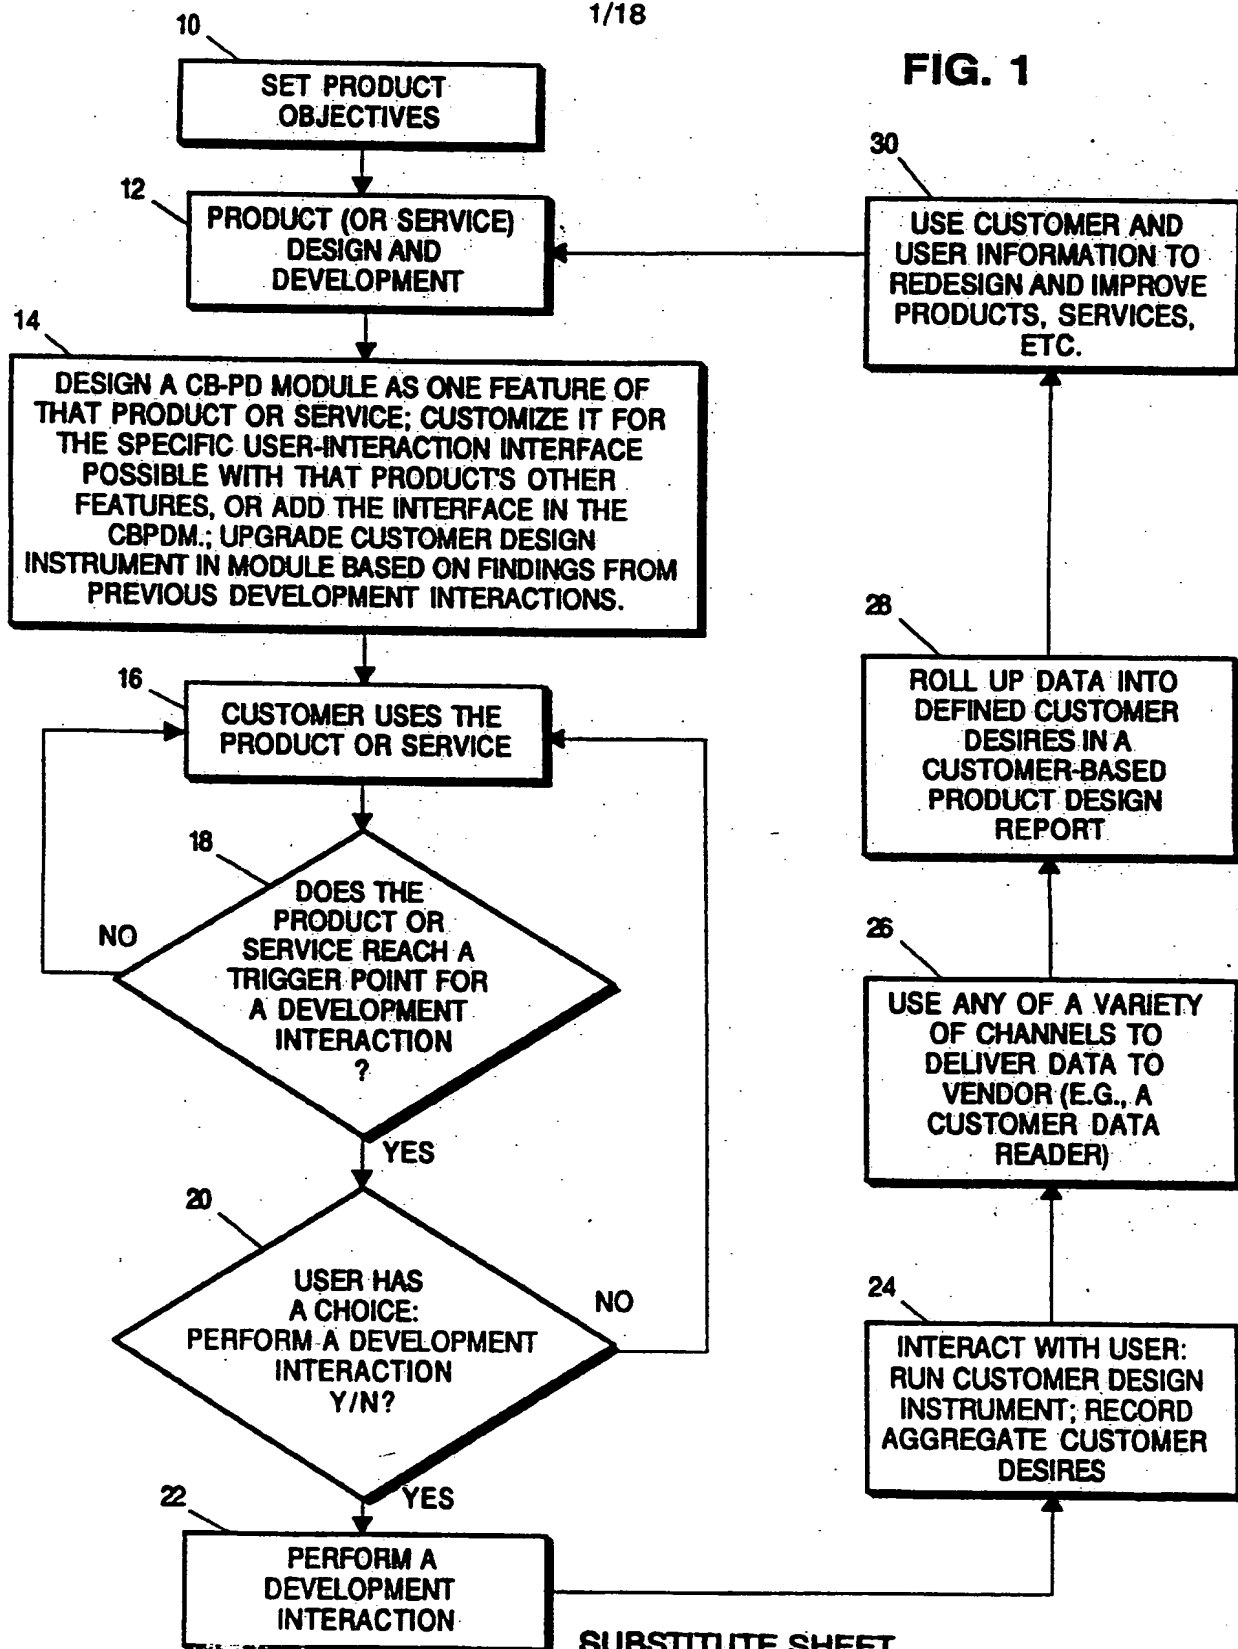 1/18
FIG. 1
10
SET PRODUCT
OBJECTIVES
12
PRODUCT (OR SERVICE)
DESIGN AND
DEVELOPMENT
14
DESIGN A CB-PD MODULE AS ONE FEATURE OF
THAT PRODUCT OR SERVICE; CUSTOMIZE IT FOR
THE SPECIFIC USER-INTERACTION INTERFACE
POSSIBLE WITH THAT PRODUCT'S OTHER
FEATURES, OR ADD THE INTERFACE IN THE
CBPDM.; UPGRADE CUSTOMER DESIGN
INSTRUMENT IN MODULE BASED ON FINDINGS FROM
PREVIOUS DEVELOPMENT INTERACTIONS.
16
CUSTOMER USES THE
PRODUCT OR SERVICE
18
DOES THE
PRODUCT OR
SERVICE REACH A
TRIGGER POINT FOR
A DEVELOPMENT
INTERACTION
?
NO
YES
20
USER HAS
A CHOICE:
PERFORM A DEVELOPMENT
INTERACTION
Y/N?
NO
YES
22
PERFORM A
DEVELOPMENT
INTERACTION
24
INTERACT WITH USER:
RUN CUSTOMER DESIGN
INSTRUMENT; RECORD
AGGREGATE CUSTOMER
DESIRES
26
USE ANY OF A VARIETY
OF CHANNELS TO
DELIVER DATA TO
VENDOR (E.G., A
CUSTOMER DATA
READER)
28
ROLL UP DATA INTO
DEFINED CUSTOMER
DESIRES IN A
CUSTOMER-BASED
PRODUCT DESIGN
REPORT
30
USE CUSTOMER AND
USER INFORMATION TO
REDESIGN AND IMPROVE
PRODUCTS, SERVICES,
ETC.
SUBSTITUTE SHEET